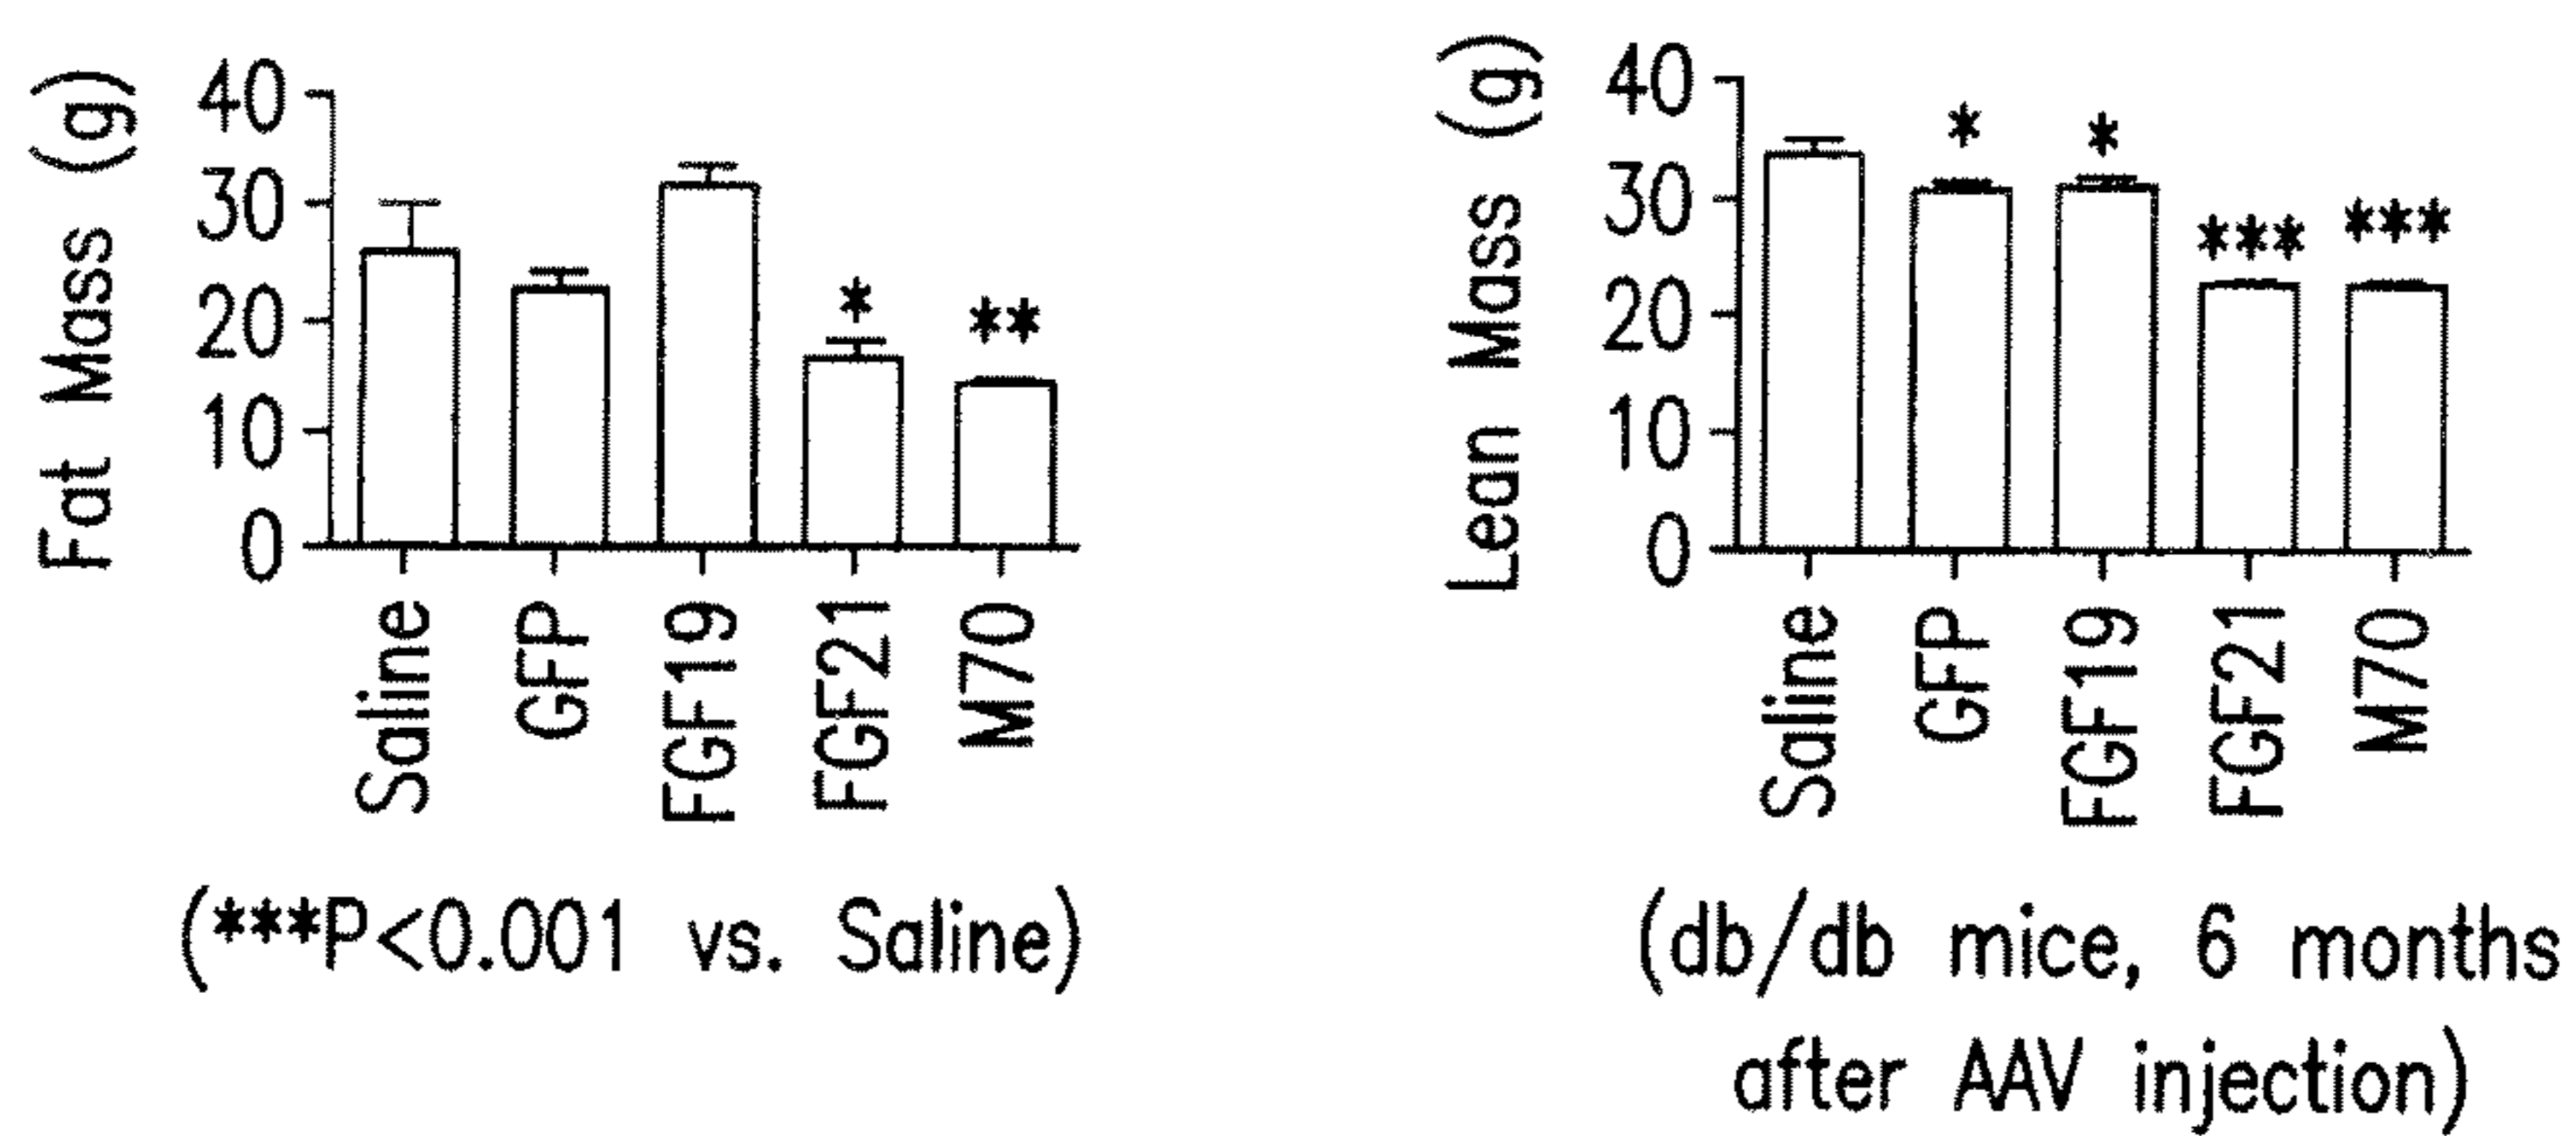 Fat Mass (g)
40
30
20
10
0
*
**
Saline
GFP
FGF19
FGF21
M70
(***P<0.001 vs. Saline)
Lean Mass (g)
40
30
20
10
0
*
*
***
***
Saline
GFP
FGF19
FGF21
M70
(db/db mice, 6 months
after AAV injection)